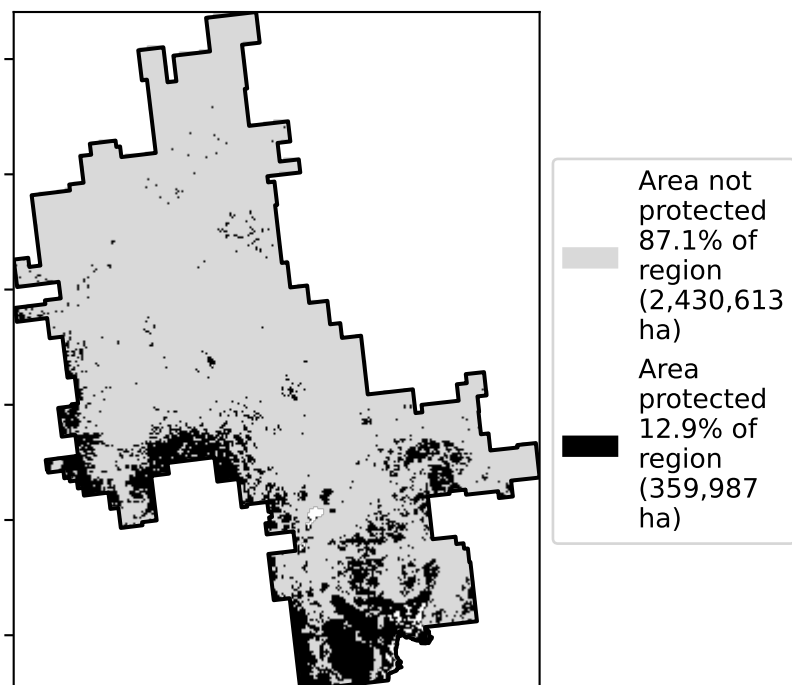 Area not
protected
87.1% of
region
(2,430,613
ha)
Area
protected
12.9% of
region
(359,987
ha)